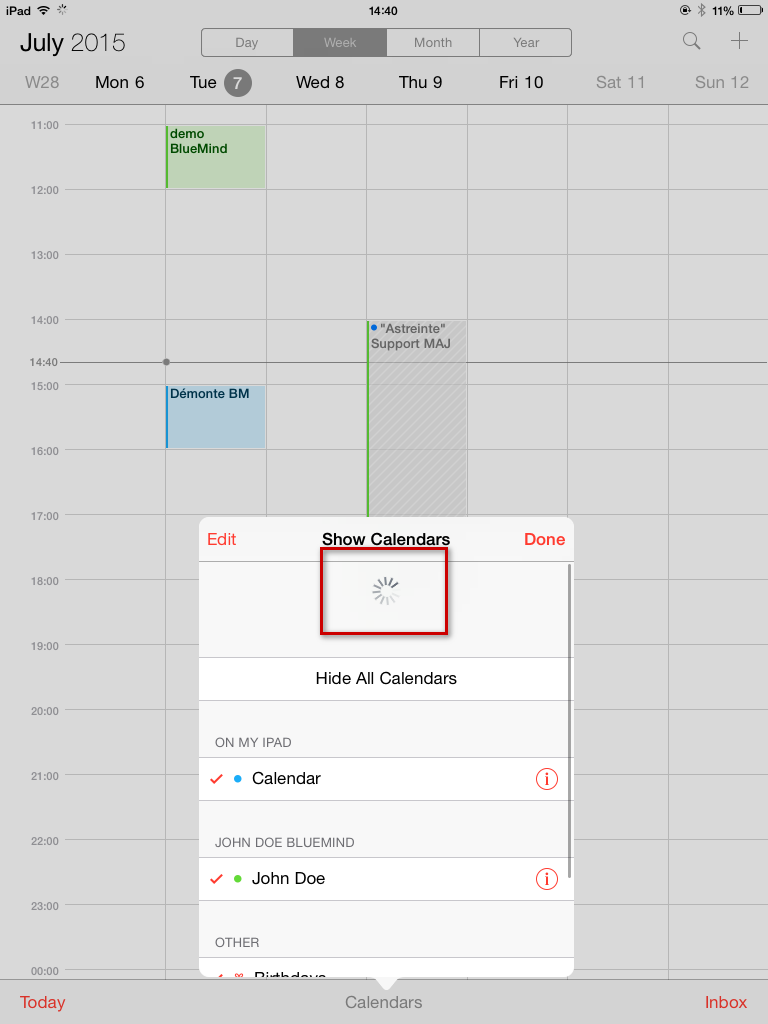 iPad 14:40 11%
July 2015 Day Week Month Year
W28 Mon 6 Tue 7 Wed 8 Thu 9 Fri 10 Sat 11 Sun 12
11:00
demo
BlueMind
12:00
13:00
14:00
"Astreinte"
Support MAJ
14:40
15:00
Démonte BM
16:00
17:00
Edit Show Calendars Done
18:00
19:00
Hide All Calendars
20:00
ON MY IPAD
21:00
Calendar
22:00
JOHN DOE BLUEMIND
John Doe
23:00
OTHER
00:00
Birthdays
Today Calendars Inbox